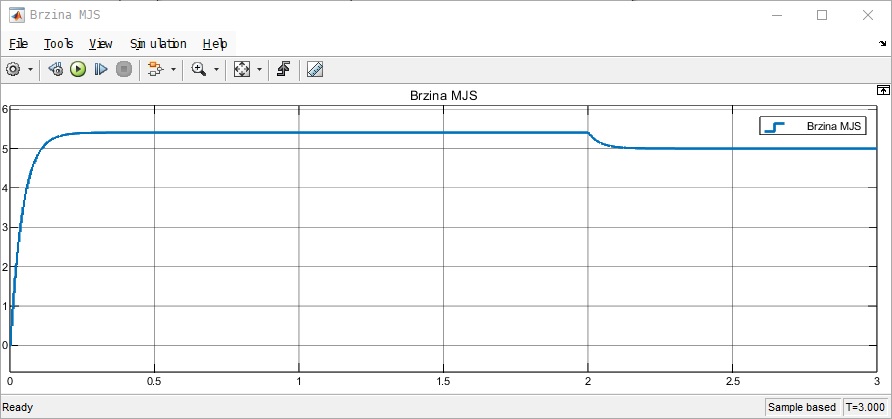 Brzina MJS
File Tools View Simulation Help
Brzina MJS
Brzina MJS
6
5
4
3
2
1
0
0 0.5 1 1.5 2 2.5 3
Ready Sample based T=3.000